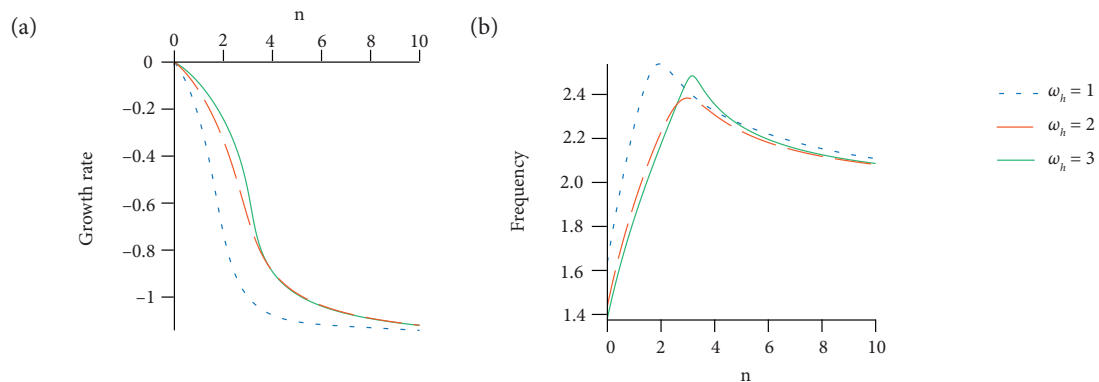 (a)
n
0 2 4 6 8 10
0
–0.2
–0.4
–0.6
–0.8
–1
Growth rate
(b)
2.4
2.2
2.0
1.8
1.6
1.4
Frequency
0 2 4 6 8 10
n
ω_h = 1
ω_h = 2
ω_h = 3